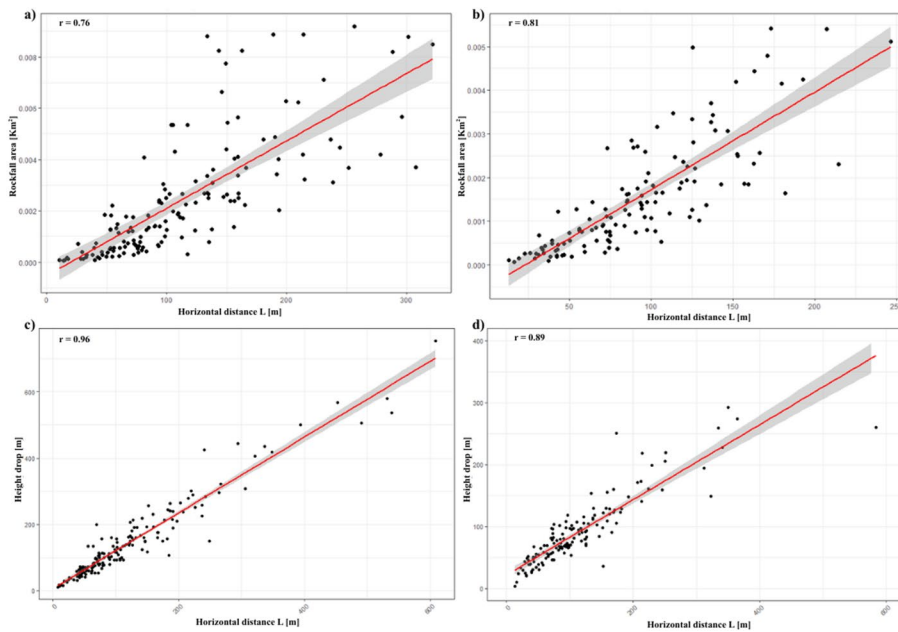 a)
r = 0.76
Rockfall area [Km²]
0.008
0.006
0.004
0.002
0.000
0
100
200
300
Horizontal distance L [m]
b)
r = 0.81
Rockfall area [Km²]
0.005
0.004
0.003
0.002
0.001
0.000
50
100
150
200
250
Horizontal distance L [m]
c)
r = 0.96
Height drop [m]
600
400
200
0
0
200
400
600
Horizontal distance L [m]
d)
r = 0.89
Height drop [m]
400
300
200
100
0
0
200
400
600
Horizontal distance L [m]